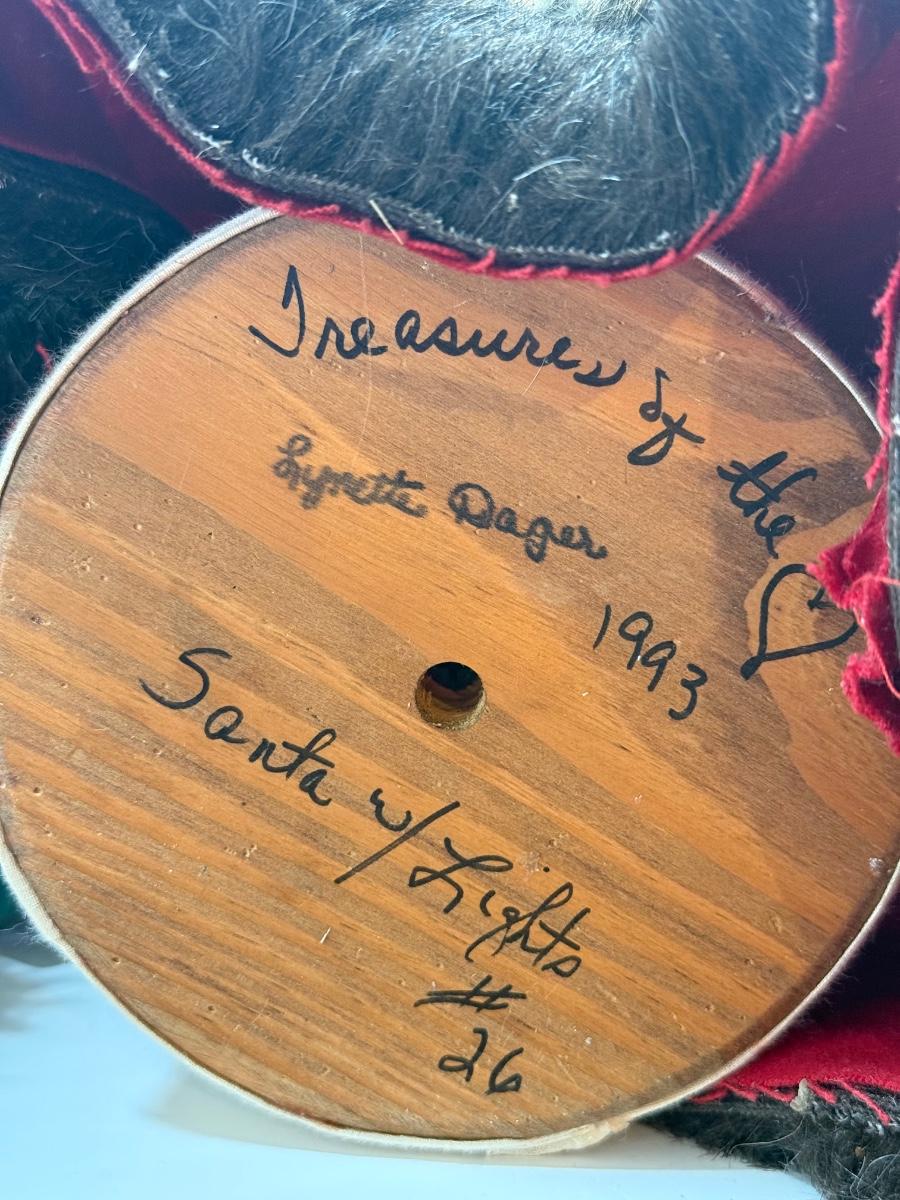 Treasures by the ♡
Lynette Dager
1993
Santa w/ Lights
#
26